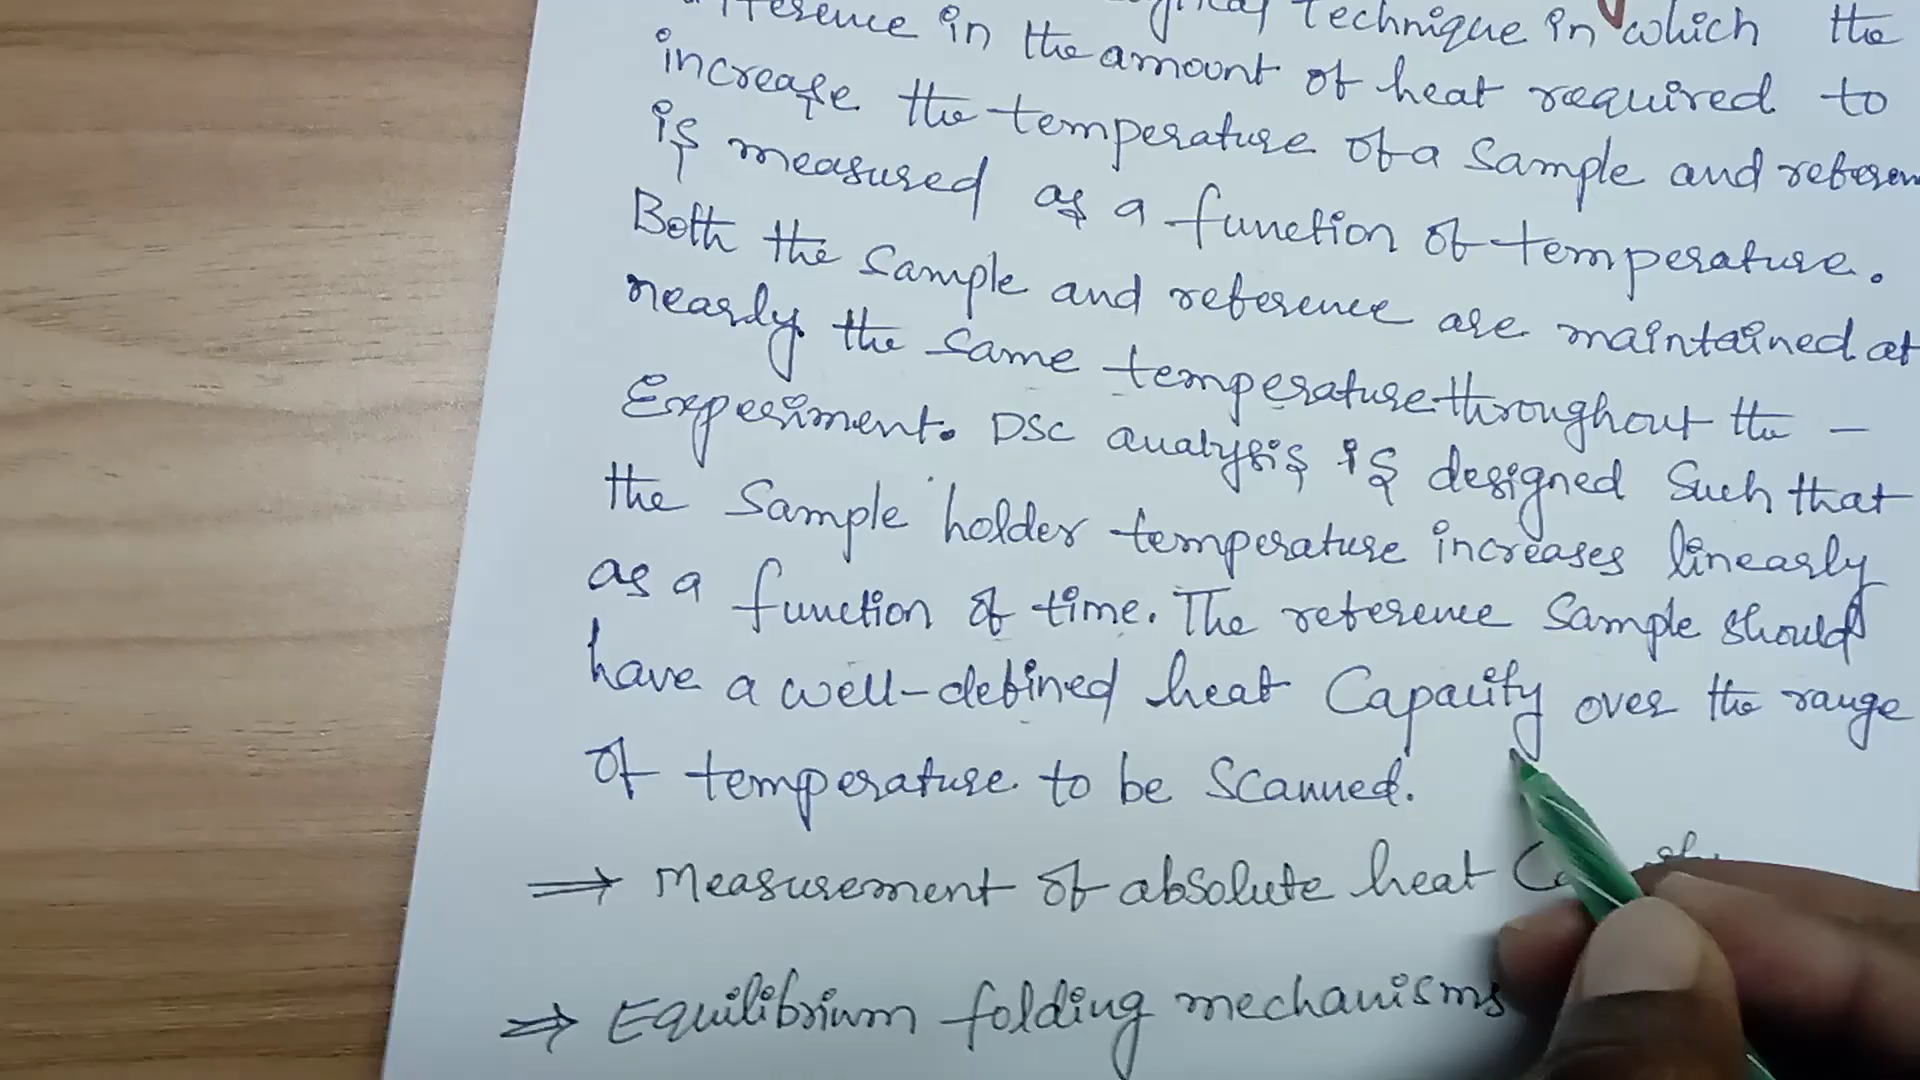 technique in which the
in the amount of heat required to
increase the temperature of a sample and
is measured as a function of temperature.
Both the sample and reference are maintained at
nearly the same temperature throughout the -
Experiment. DSC analysis is designed such that
the sample holder temperature increases linearly
as a function of time. The reference sample should
have a well-defined heat Capacity over the range
of temperature to be scanned.
⇒ Measurement of absolute heat
⇒ Equilibrium folding mechanisms